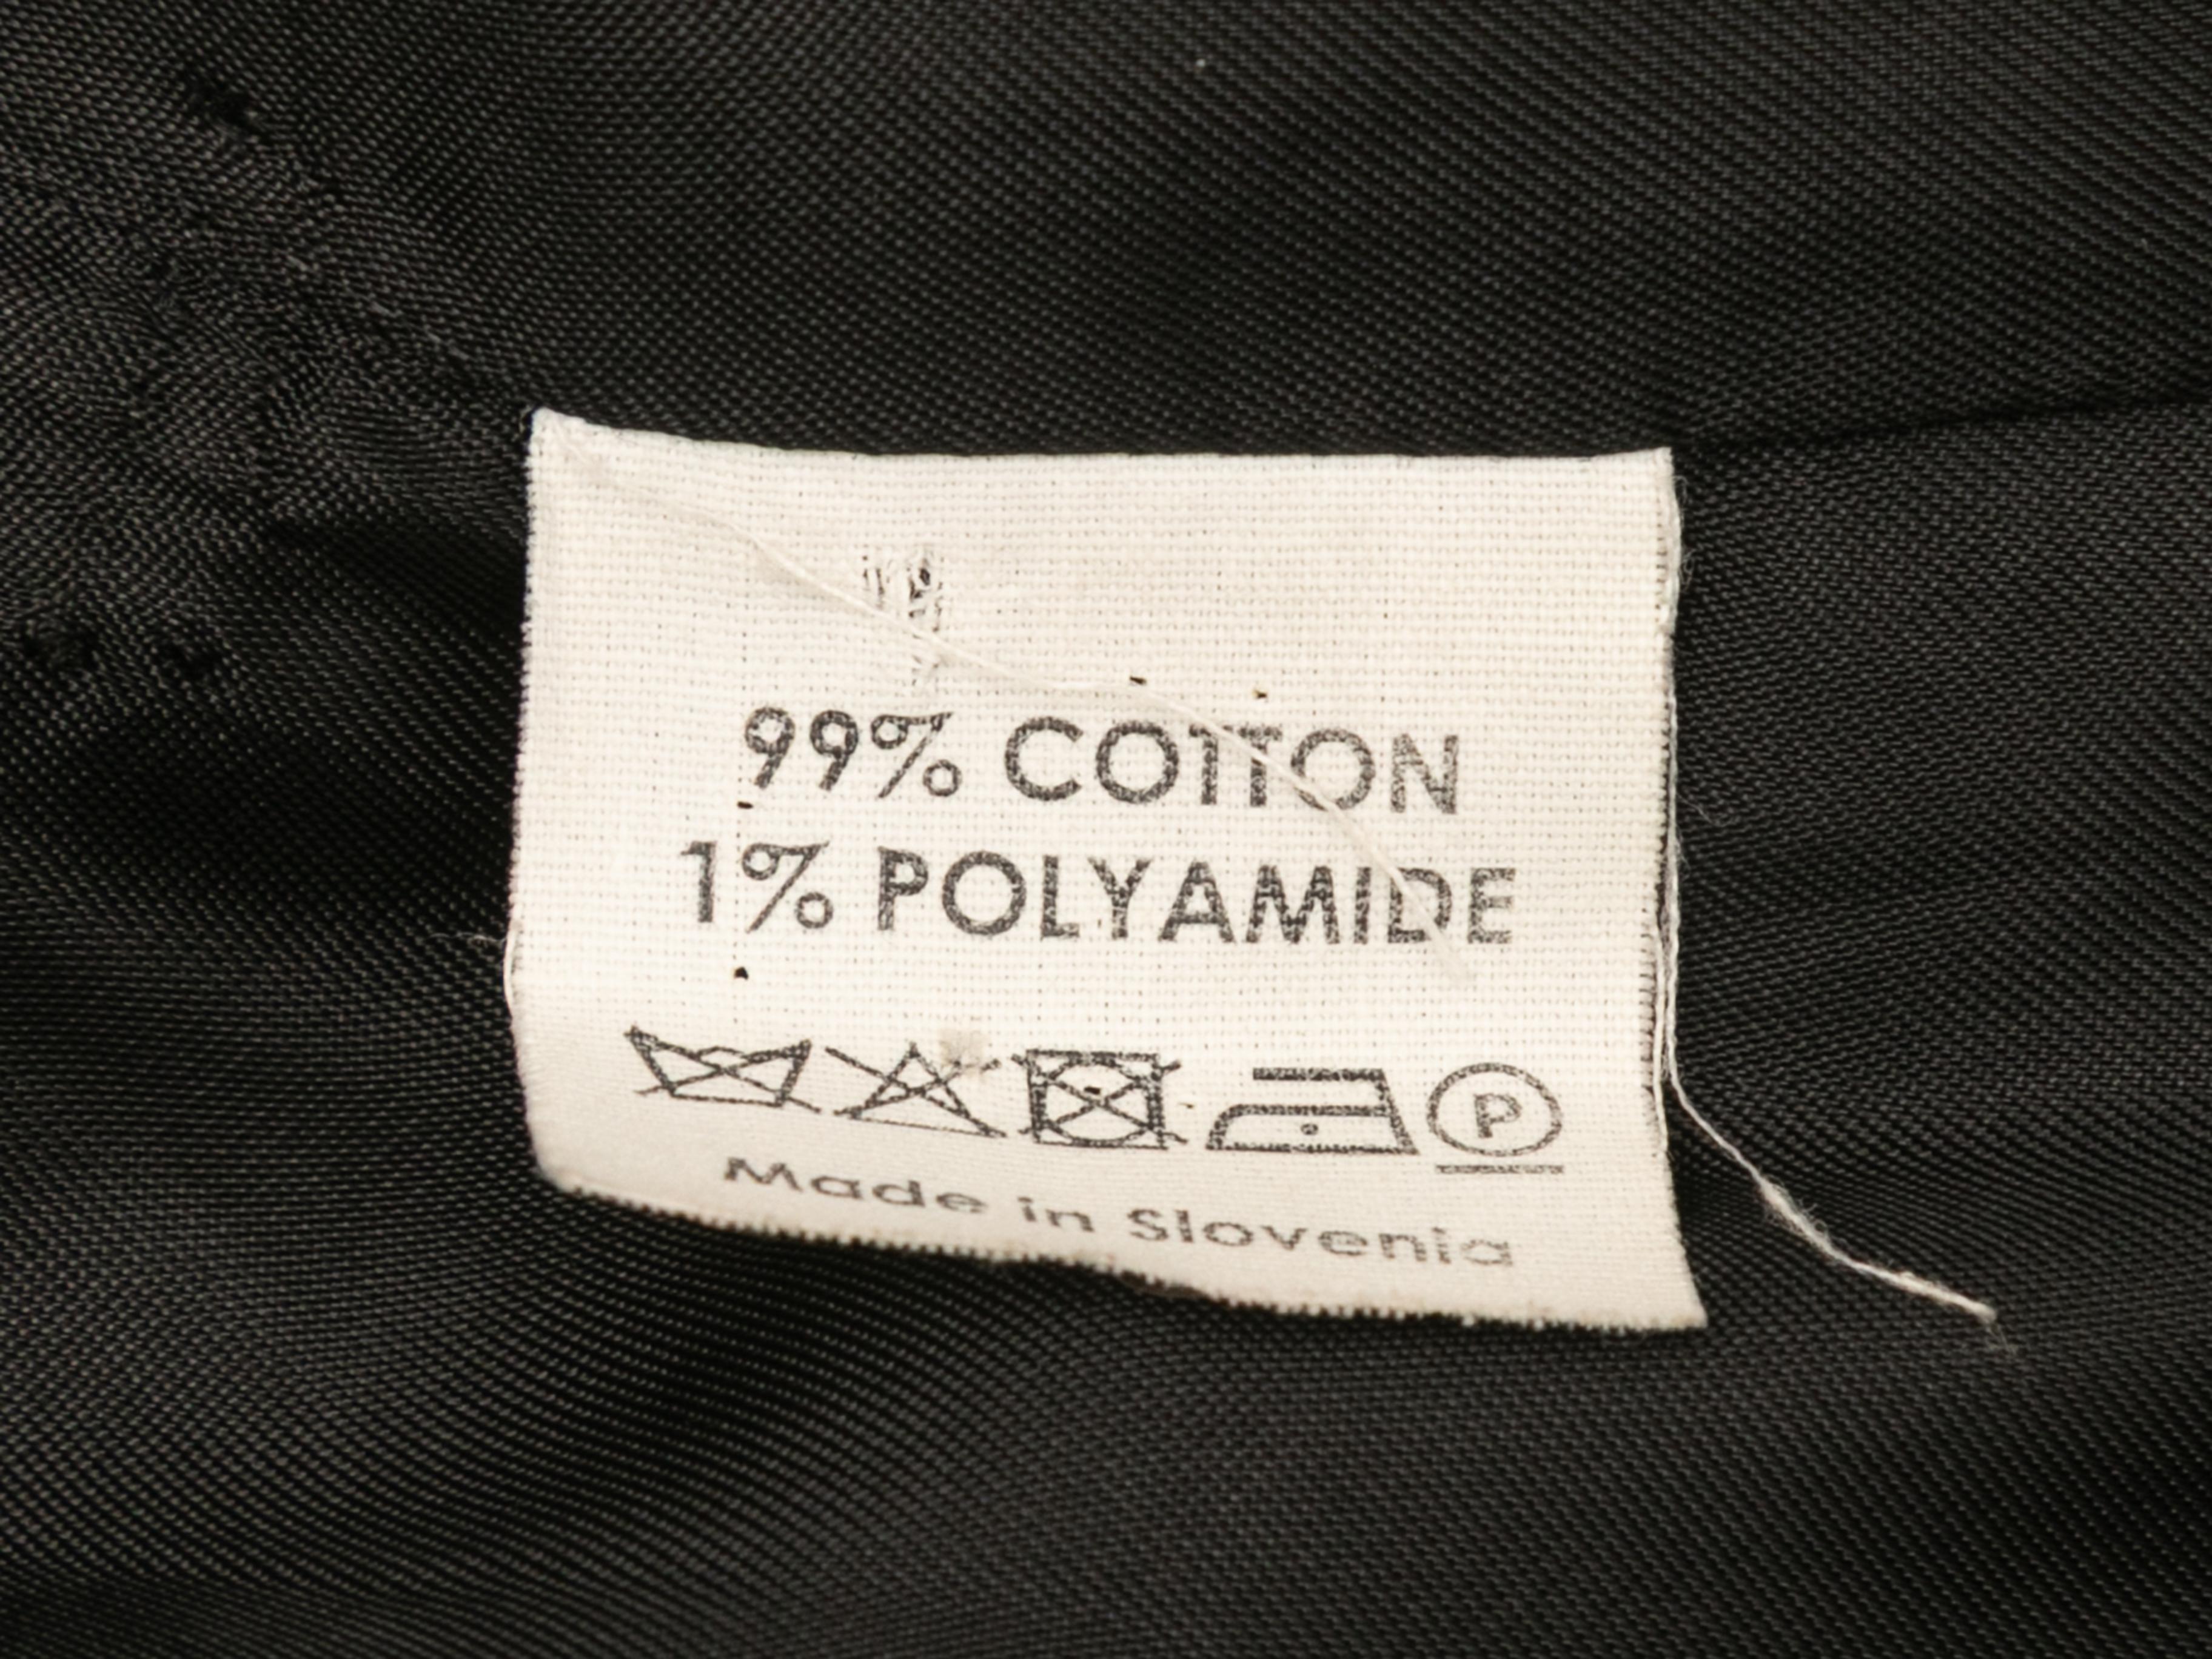 99% COTTON
1% POLYAMIDE
P
Made in Slovenia